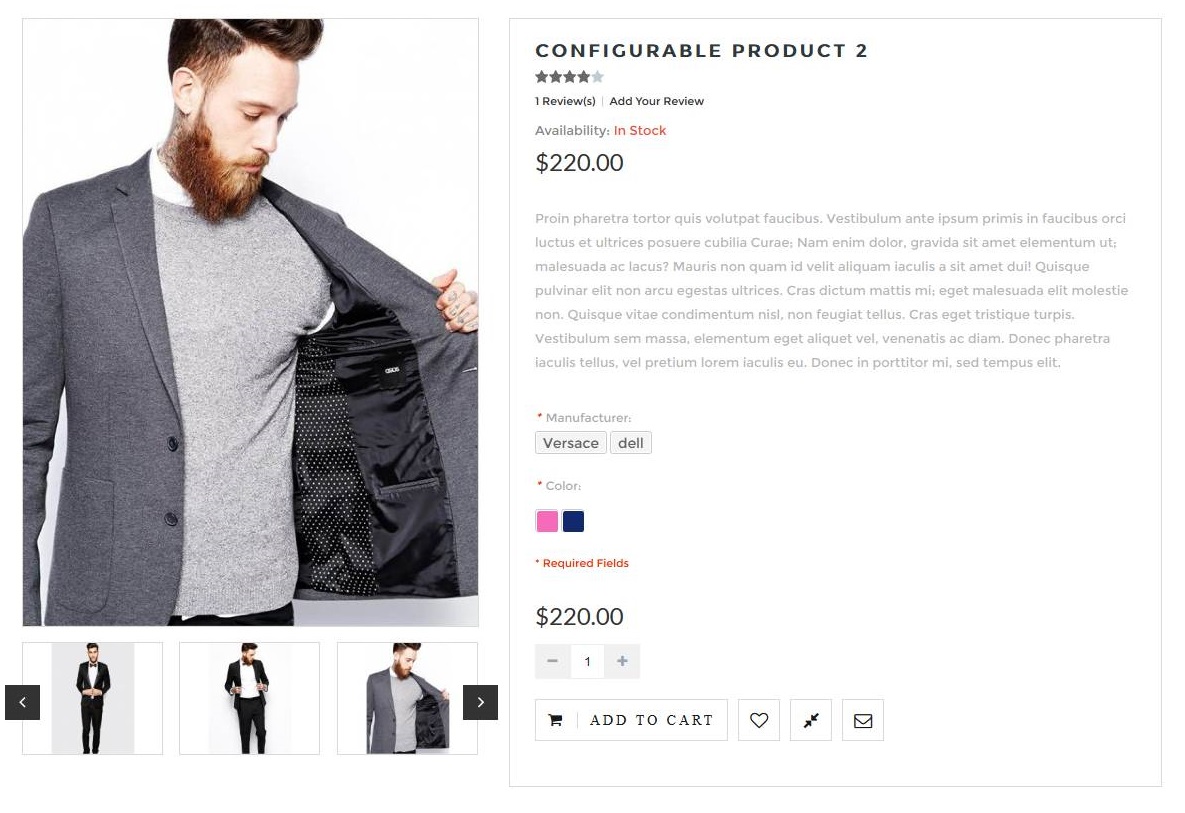 CONFIGURABLE PRODUCT 2
1 Review(s) | Add Your Review
Availability: In Stock
$220.00
Proin pharetra tortor quis volutpat faucibus. Vestibulum ante ipsum primis in faucibus orci
luctus et ultrices posuere cubilia Curae; Nam enim dolor, gravida sit amet elementum ut;
malesuada ac lacus? Mauris non quam id velit aliquam iaculis a sit amet dui! Quisque
pulvinar elit non arcu egestas ultrices. Cras dictum mattis mi; eget malesuada elit molestie
non. Quisque vitae condimentum nisl, non feugiat tellus. Cras eget tristique turpis.
Vestibulum sem massa, elementum eget aliquet vel, venenatis ac diam. Donec pharetra
iaculis tellus, vel pretium lorem iaculis eu. Donec in porttitor mi, sed tempus elit.
* Manufacturer:
Versace dell
* Color:
* Required Fields
$220.00
− 1 +
ADD TO CART
asos